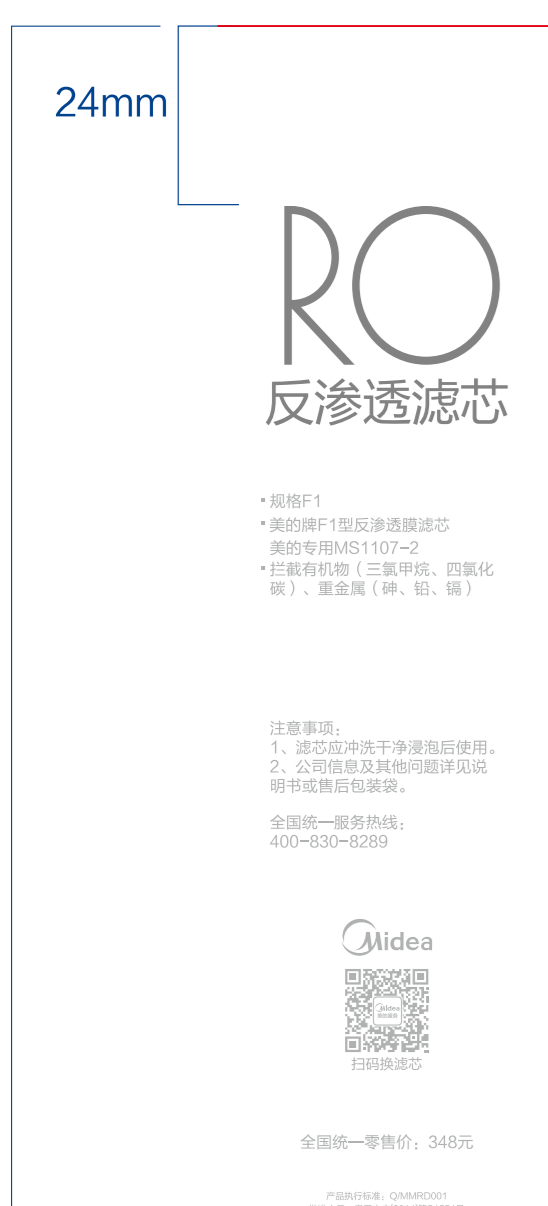 24mm
RO
反渗透滤芯
规格F1
美的牌F1型反渗透膜滤芯
美的专用MS1107-2
拦截有机物（三氯甲烷、四氯化
碳）、重金属（砷、铅、镉）
注意事项：
1、滤芯应冲洗干净浸泡后使用。
2、公司信息及其他问题详见说
明书或售后包装袋。
全国统一服务热线：
400-830-8289
Midea
Midea
扫码换滤芯
全国统一零售价：348元
产品执行标准：Q/MMRD001